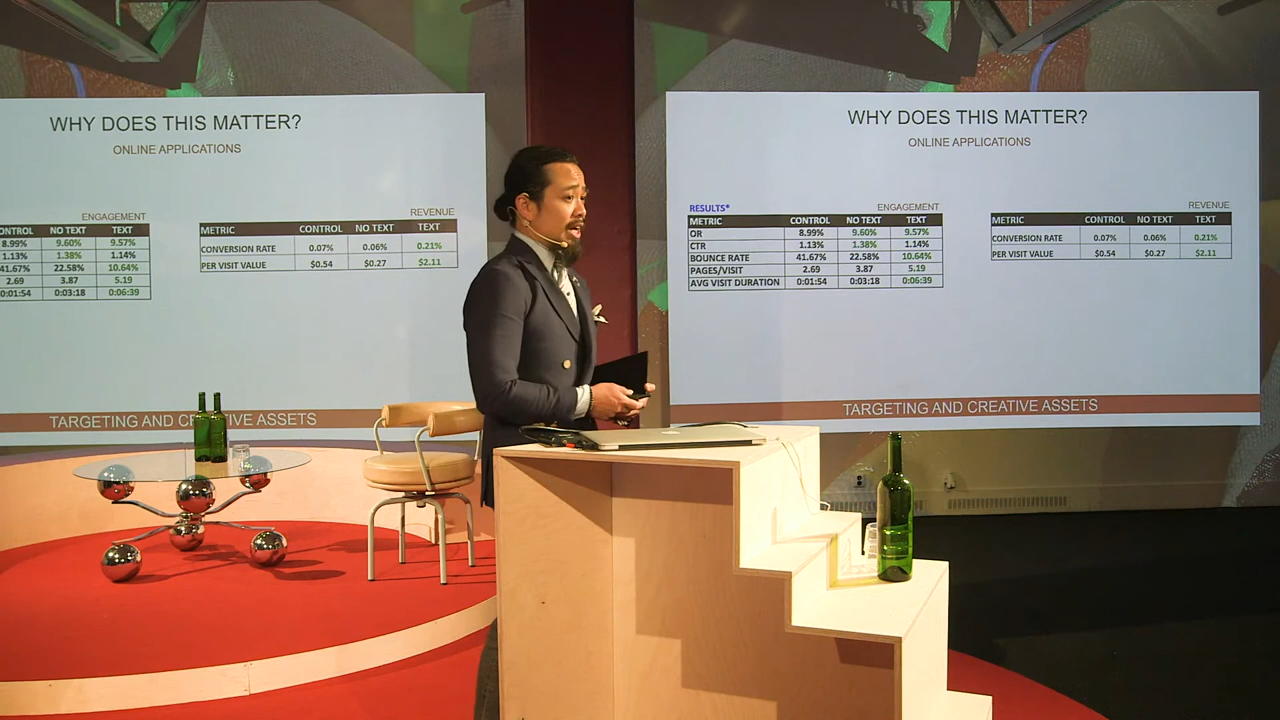 WHY DOES THIS MATTER?
ONLINE APPLICATIONS
ENGAGEMENT
CONTROL NO TEXT TEXT
8.99% 9.60% 9.57%
1.13% 1.38% 1.14%
41.67% 22.58% 10.64%
2.69 3.87 5.19
0:01:54 0:03:18 0:06:39
REVENUE
METRIC CONTROL NO TEXT TEXT
CONVERSION RATE 0.07% 0.06% 0.21%
PER VISIT VALUE $0.54 $0.27 $2.11
TARGETING AND CREATIVE ASSETS
WHY DOES THIS MATTER?
ONLINE APPLICATIONS
RESULTS* ENGAGEMENT
METRIC CONTROL NO TEXT TEXT
OR 8.99% 9.60% 9.57%
CTR 1.13% 1.38% 1.14%
BOUNCE RATE 41.67% 22.58% 10.64%
PAGES/VISIT 2.69 3.87 5.19
AVG VISIT DURATION 0:01:54 0:03:18 0:06:39
REVENUE
METRIC CONTROL NO TEXT TEXT
CONVERSION RATE 0.07% 0.06% 0.21%
PER VISIT VALUE $0.54 $0.27 $2.11
TARGETING AND CREATIVE ASSETS